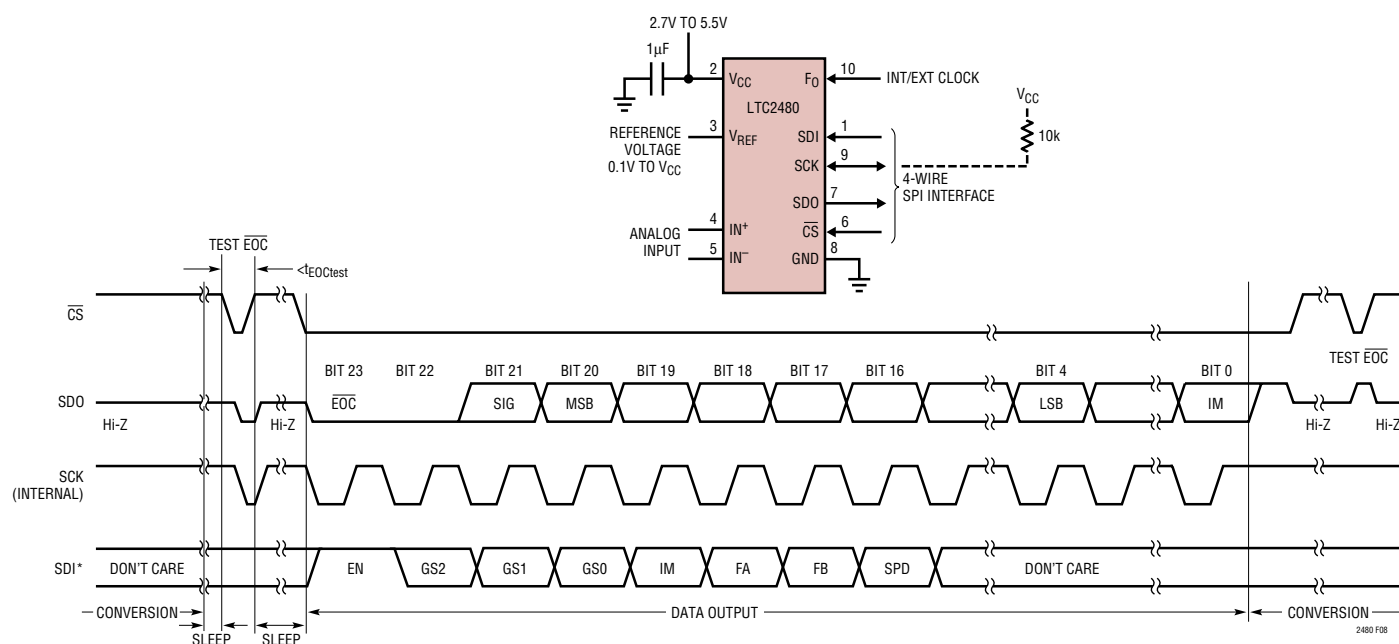 2.7V TO 5.5V
1µF
2
VCC
FO
10
INT/EXT CLOCK
LTC2480
VCC
10k
REFERENCE
VOLTAGE
0.1V TO VCC
3
VREF
SDI
1
SCK
9
SDO
7
4-WIRE
SPI INTERFACE
ANALOG
INPUT
4
IN+
5
IN−
CS
6
GND
8
TEST EOC
<tEOCtest
CS
TEST EOC
BIT 23
BIT 22
BIT 21
BIT 20
BIT 19
BIT 18
BIT 17
BIT 16
BIT 4
BIT 0
SDO
EOC
SIG
MSB
LSB
IM
Hi-Z
Hi-Z
Hi-Z
Hi-Z
SCK
(INTERNAL)
SDI*
DON'T CARE
EN
GS2
GS1
GS0
IM
FA
FB
SPD
DON'T CARE
CONVERSION
DATA OUTPUT
CONVERSION
SLEEP
SLEEP
2480 F08